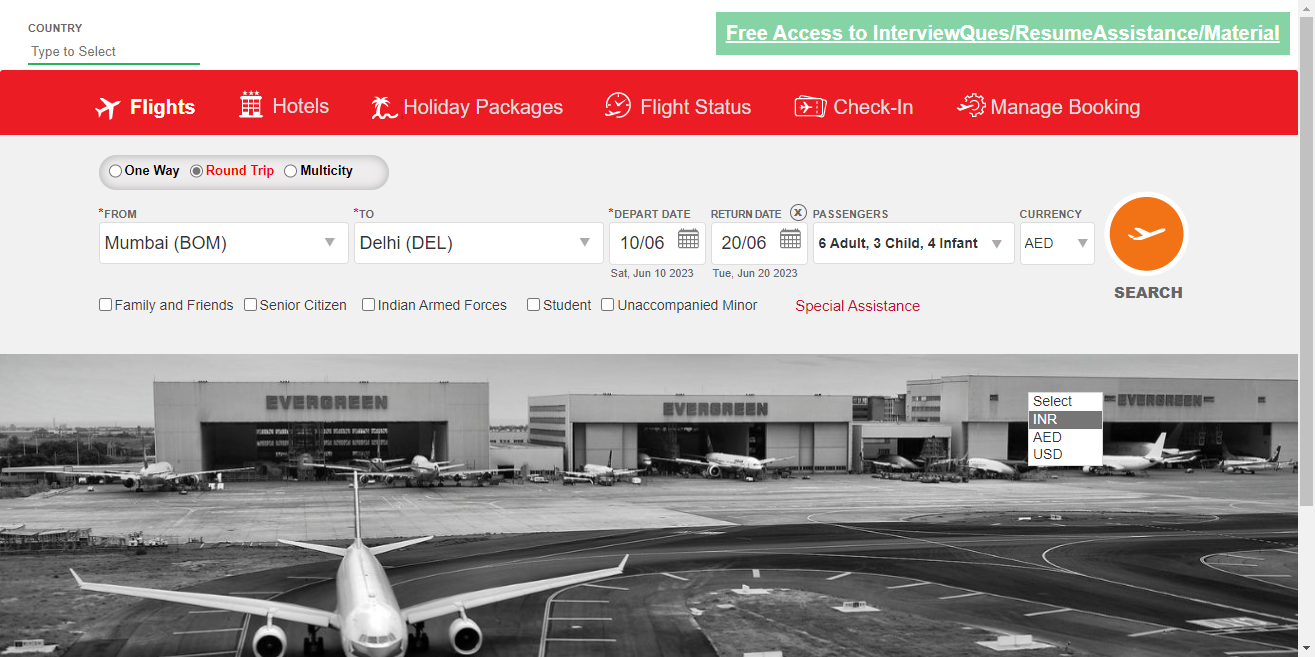 COUNTRY
Type to Select
Free Access to InterviewQues/ResumeAssistance/Material
Flights
Hotels
Holiday Packages
Flight Status
Check-In
Manage Booking
One Way
Round Trip
Multicity
*FROM
*TO
*DEPART DATE
RETURN DATE
X
PASSENGERS
CURRENCY
Mumbai (BOM)
Delhi (DEL)
10/06
20/06
6 Adult, 3 Child, 4 Infant
AED
Sat, Jun 10 2023
Tue, Jun 20 2023
SEARCH
Family and Friends
Senior Citizen
Indian Armed Forces
Student
Unaccompanied Minor
Special Assistance
EVERGREEN
EVERGREEN
EVERGREEN
Select
INR
AED
USD